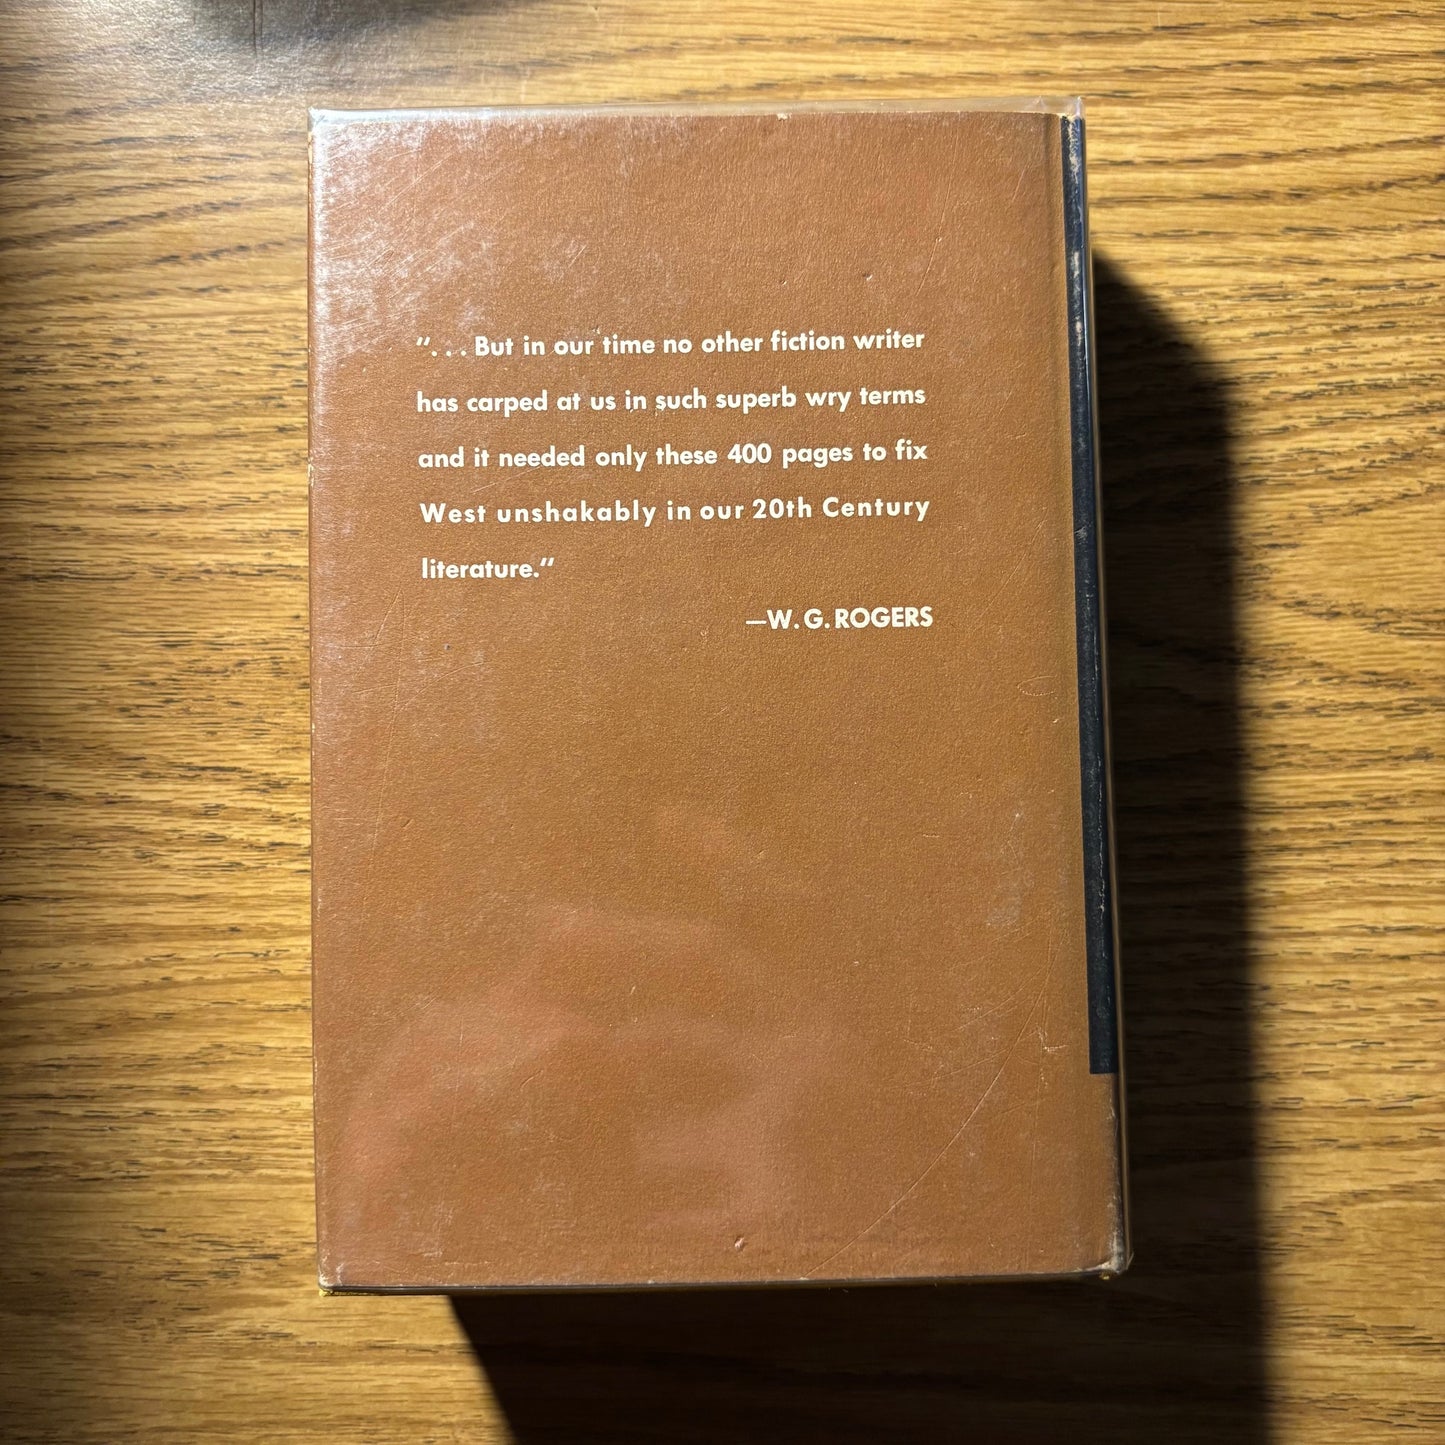 “. . . But in our time no other fiction writer
has carped at us in such superb wry terms
and it needed only these 400 pages to fix
West unshakably in our 20th Century
literature.“
—W. G. ROGERS